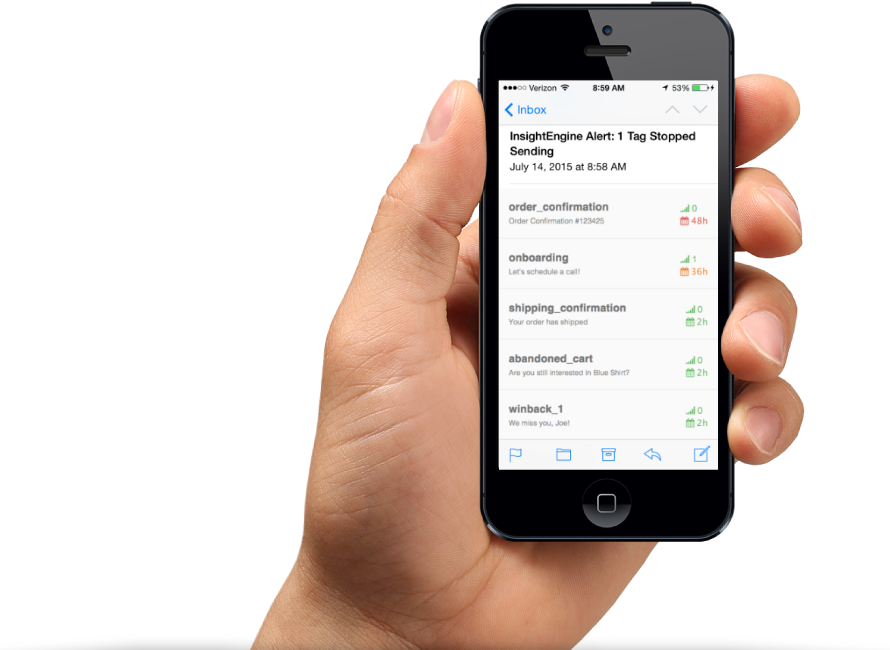 Verizon 8:59 AM 53%
Inbox
InsightEngine Alert: 1 Tag Stopped
Sending
July 14, 2015 at 8:58 AM
order_confirmation 0
Order Confirmation #123425 48h
onboarding 1
Let's schedule a call! 36h
shipping_confirmation 0
Your order has shipped 2h
abandoned_cart 0
Are you still interested in Blue Shirt? 2h
winback_1 0
We miss you, Joe! 2h